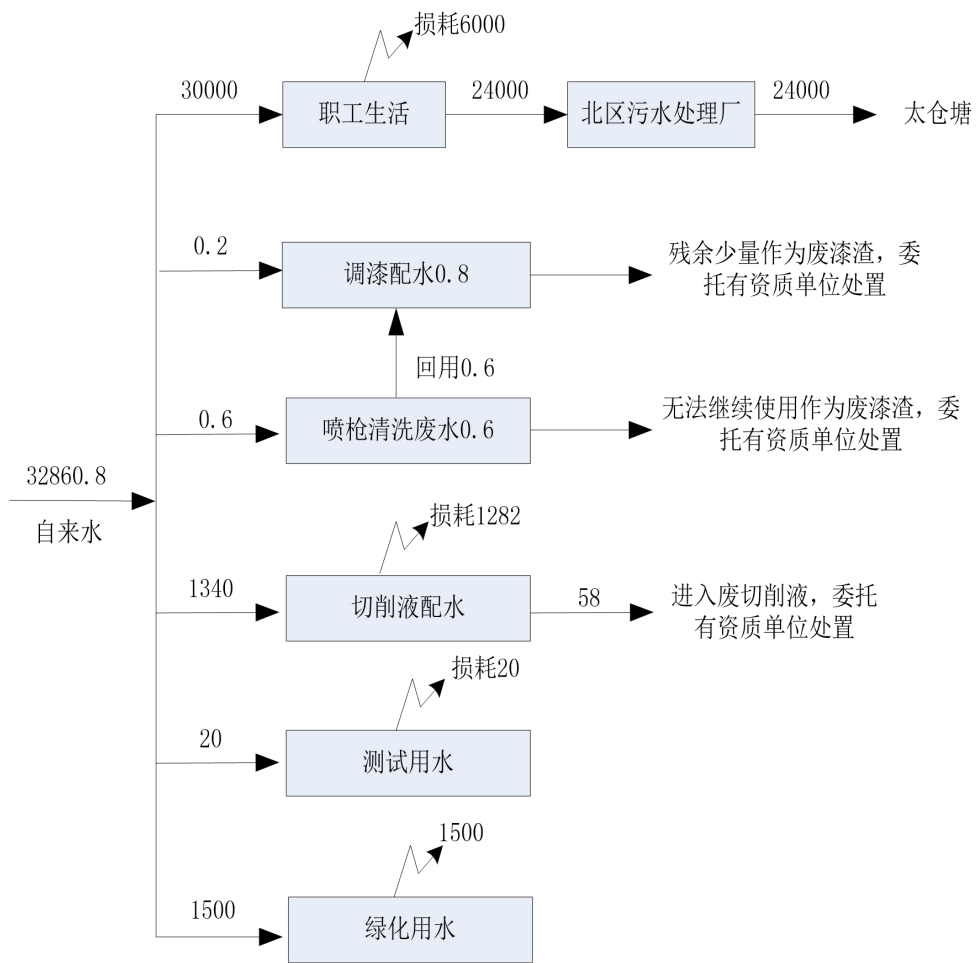 损耗6000
30000
职工生活
24000
北区污水处理厂
24000
太仓塘
0.2
调漆配水0.8
残余少量作为废漆渣，委
托有资质单位处置
回用0.6
0.6
喷枪清洗废水0.6
无法继续使用作为废漆渣，委
托有资质单位处置
32860.8
自来水
损耗1282
1340
切削液配水
58
进入废切削液，委托
有资质单位处置
损耗20
20
测试用水
1500
1500
绿化用水